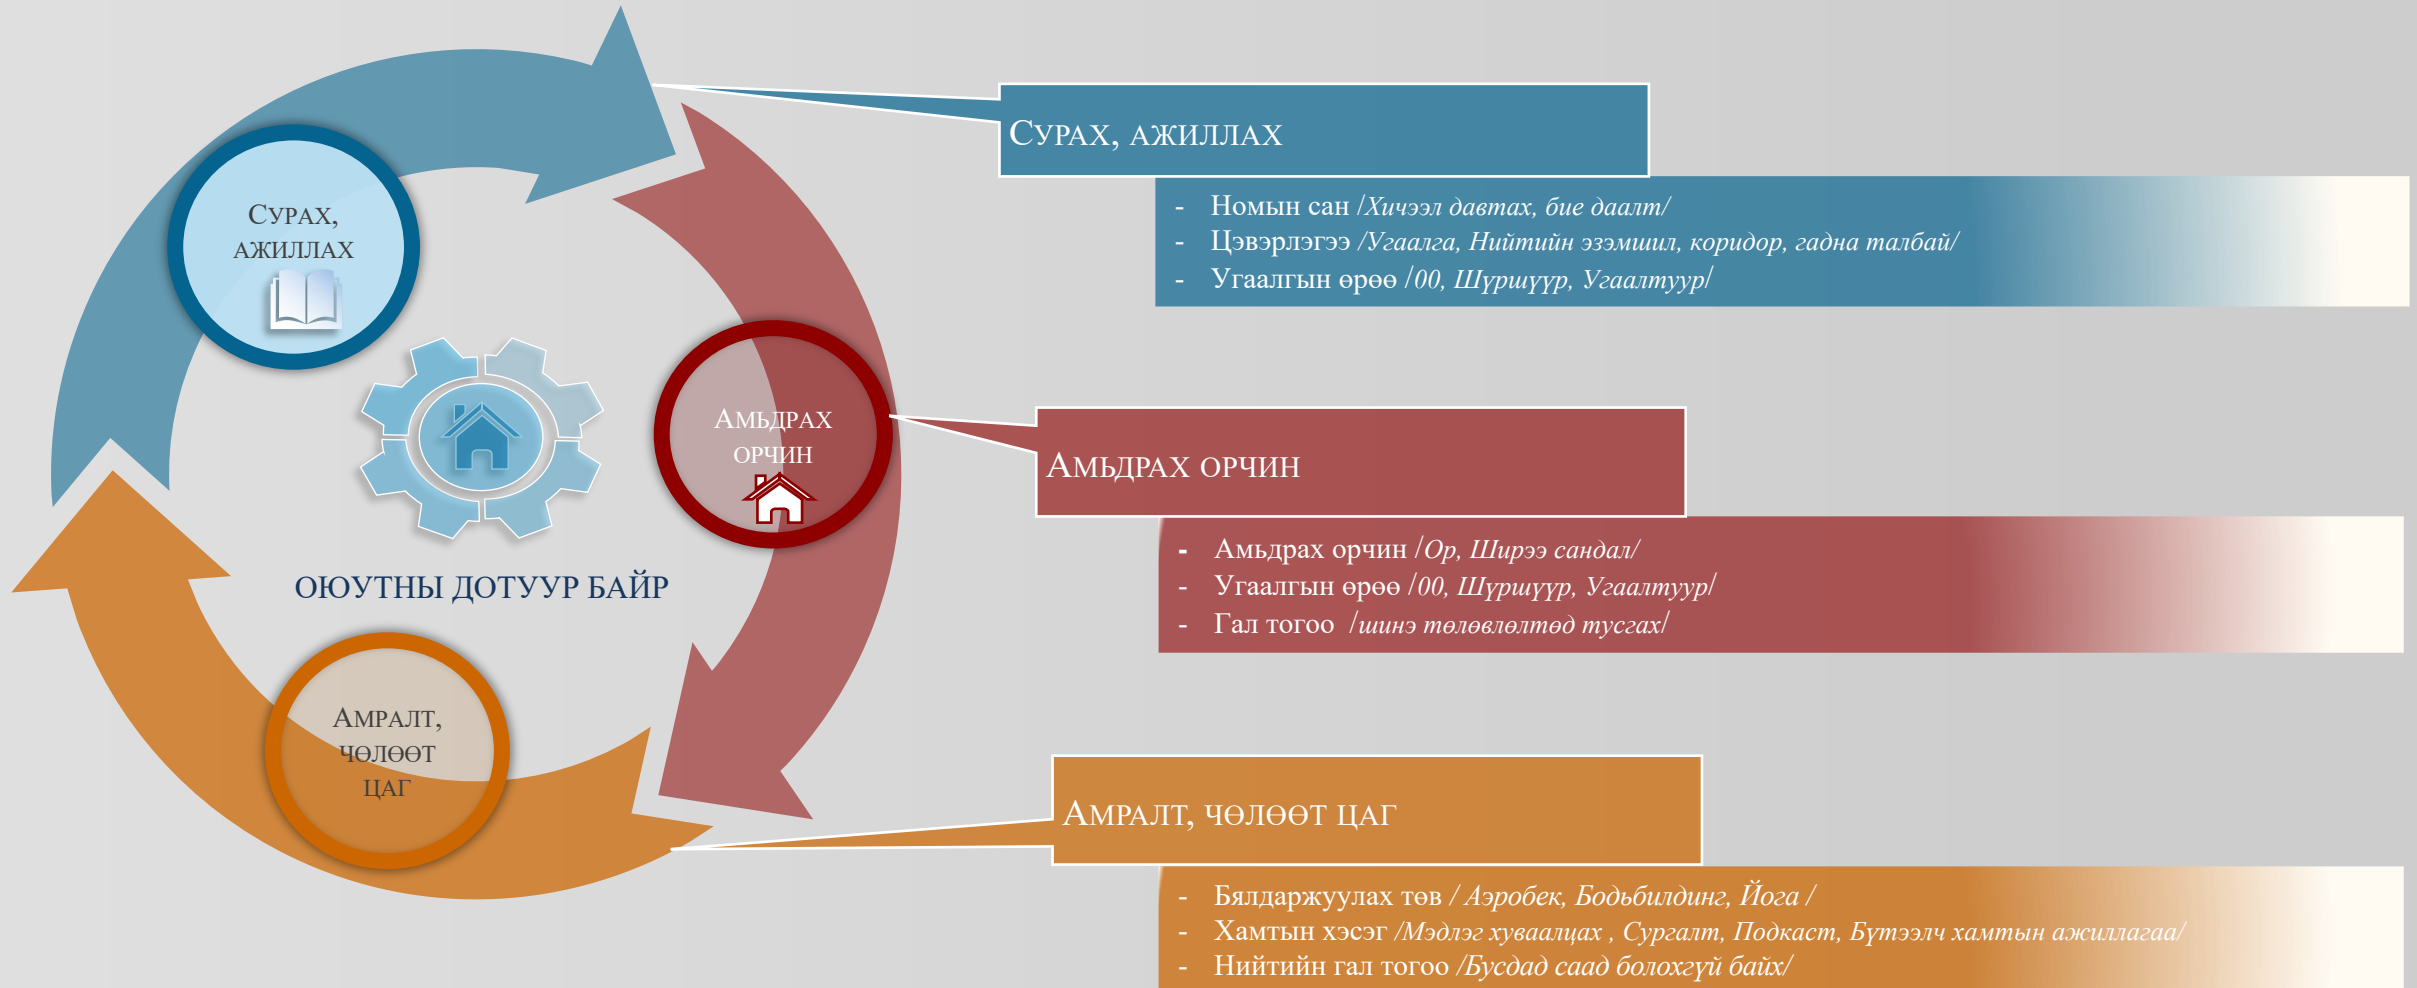 Сурах,
ажиллах
Амьдрах
орчин
ОЮУТНЫ ДОТУУР БАЙР
Амралт,
чөлөөт
цаг
Сурах, ажиллах
- Номын сан /Хичээл давтах, бие даалт/
- Цэвэрлэгээ /Угаалга, Нийтийн эзэмшил, коридор, гадна талбай/
- Угаалгын өрөө /00, Шүршүүр, Угаалтуур/
Амьдрах орчин
- Амьдрах орчин /Ор, Ширээ сандал/
- Угаалгын өрөө /00, Шүршүүр, Угаалтуур/
- Гал тогоо /шинэ төлөвлөлтөд тусгах/
Амралт, чөлөөт цаг
- Бялдаржуулах төв / Аэробек, Бодьбилдинг, Йога /
- Хамтын хэсэг /Мэдлэг хуваалцах , Сургалт, Подкаст, Бүтээлч хамтын ажиллагаа/
- Нийтийн гал тогоо /Бусдад саад болохгүй байх/